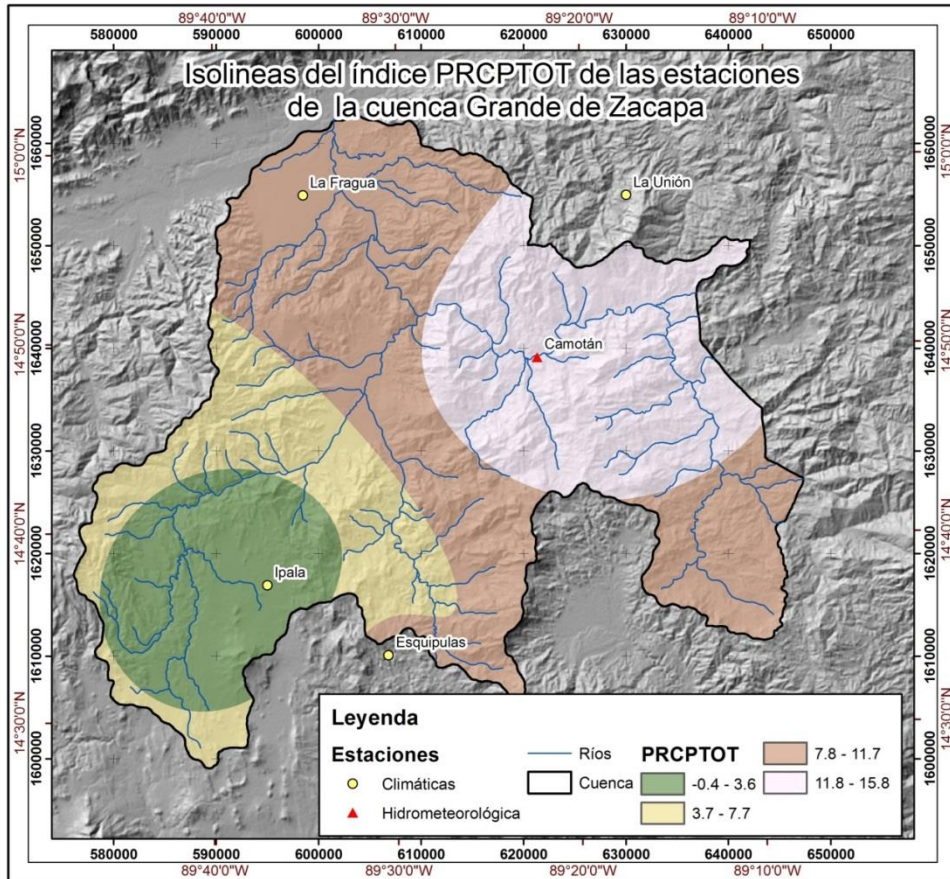 89°40'0"W 89°30'0"W 89°20'0"W 89°10'0"W
580000 590000 600000 610000 620000 630000 640000 650000
Isolineas del índice PRCPTOT de las estaciones
de la cuenca Grande de Zacapa
15°0'0"N 1660000 1660000 15°0'0"N
La Fragua La Unión
1650000 1650000
14°50'0"N 1640000 Camotán 1640000 14°50'0"N
1630000 1630000
14°40'0"N 1620000 1620000 14°40'0"N
Ipala
1610000 Esquipulas 1610000
14°30'0"N 1600000 1600000 14°30'0"N
Leyenda
Estaciones
Climáticas
Hidrometeorológica
Ríos
Cuenca
PRCPTOT
-0.4 - 3.6
3.7 - 7.7
7.8 - 11.7
11.8 - 15.8
580000 590000 600000 610000 620000 630000 640000 650000
89°40'0"W 89°30'0"W 89°20'0"W 89°10'0"W